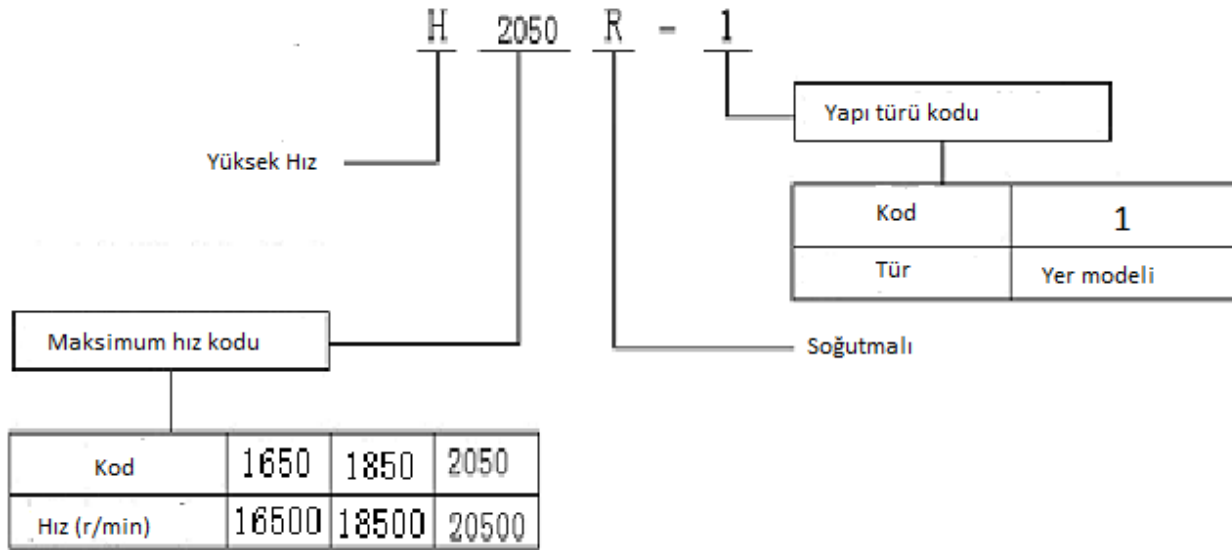 H 2050 R - 1
Yapı türü kodu
Yüksek Hız
Kod 1
Tür Yer modeli
Maksimum hız kodu
Soğutmalı
Kod 1650 1850 2050
Hız (r/min) 16500 18500 20500